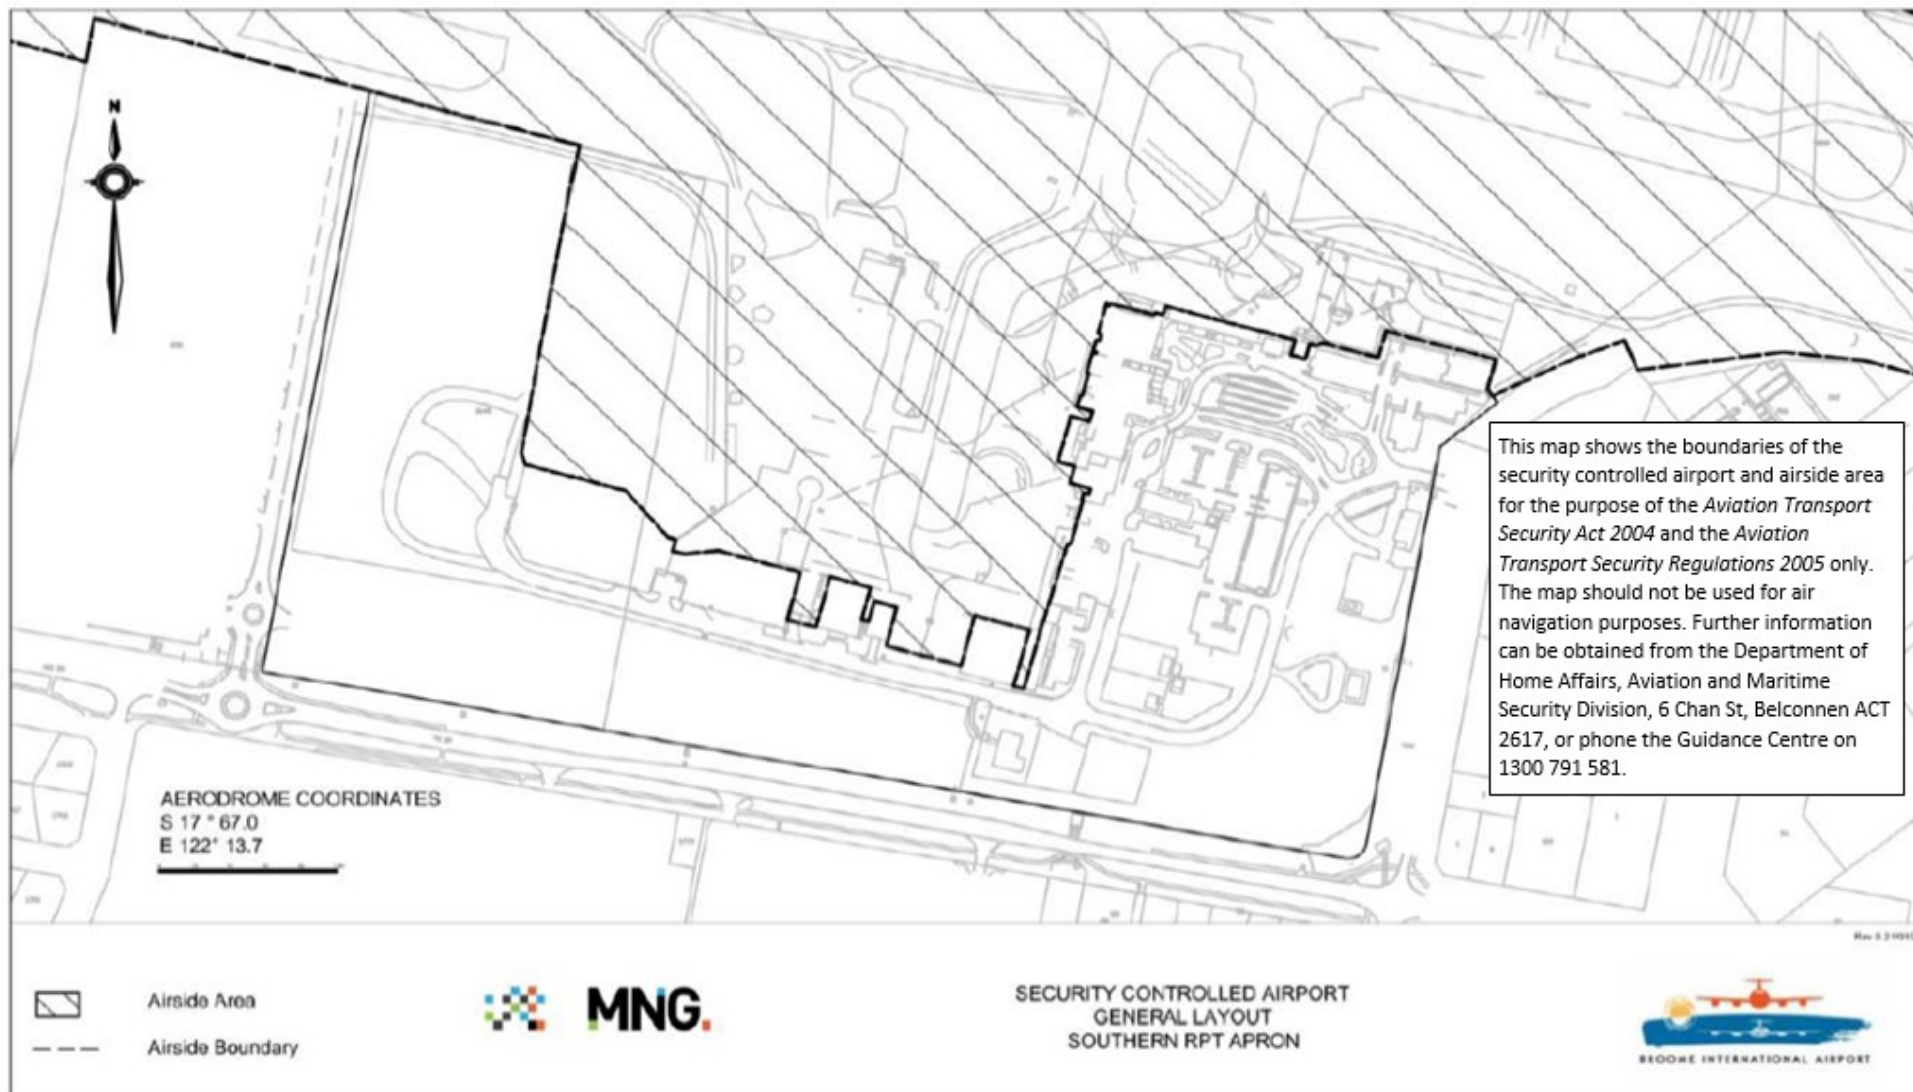 N
This map shows the boundaries of the
security controlled airport and airside area
for the purpose of the Aviation Transport
Security Act 2004 and the Aviation
Transport Security Regulations 2005 only.
The map should not be used for air
navigation purposes. Further information
can be obtained from the Department of
Home Affairs, Aviation and Maritime
Security Division, 6 Chan St, Belconnen ACT
2617, or phone the Guidance Centre on
1300 791 581.
AERODROME COORDINATES
S 17 ° 67.0
E 122° 13.7
Airside Area
Airside Boundary
MNG.
SECURITY CONTROLLED AIRPORT
GENERAL LAYOUT
SOUTHERN RPT APRON
BROOME INTERNATIONAL AIRPORT